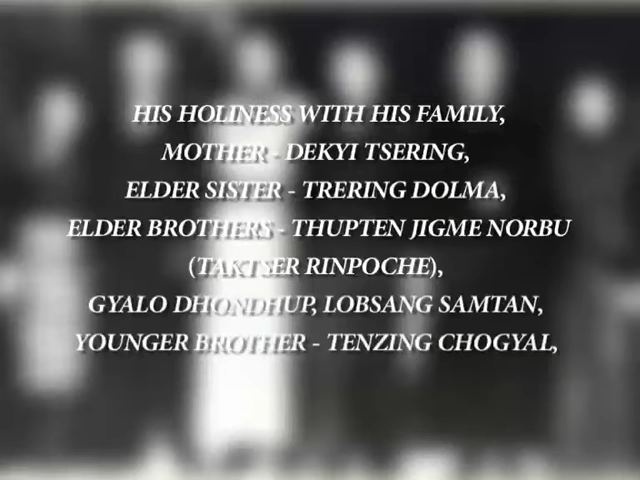 HIS HOLINESS WITH HIS FAMILY,
MOTHER - DEKYI TSERING,
ELDER SISTER - TRERING DOLMA,
ELDER BROTHERS - THUPTEN JIGME NORBU
(TAKTSER RINPOCHE),
GYALO DHONDHUP, LOBSANG SAMTAN,
YOUNGER BROTHER - TENZING CHOGYAL,